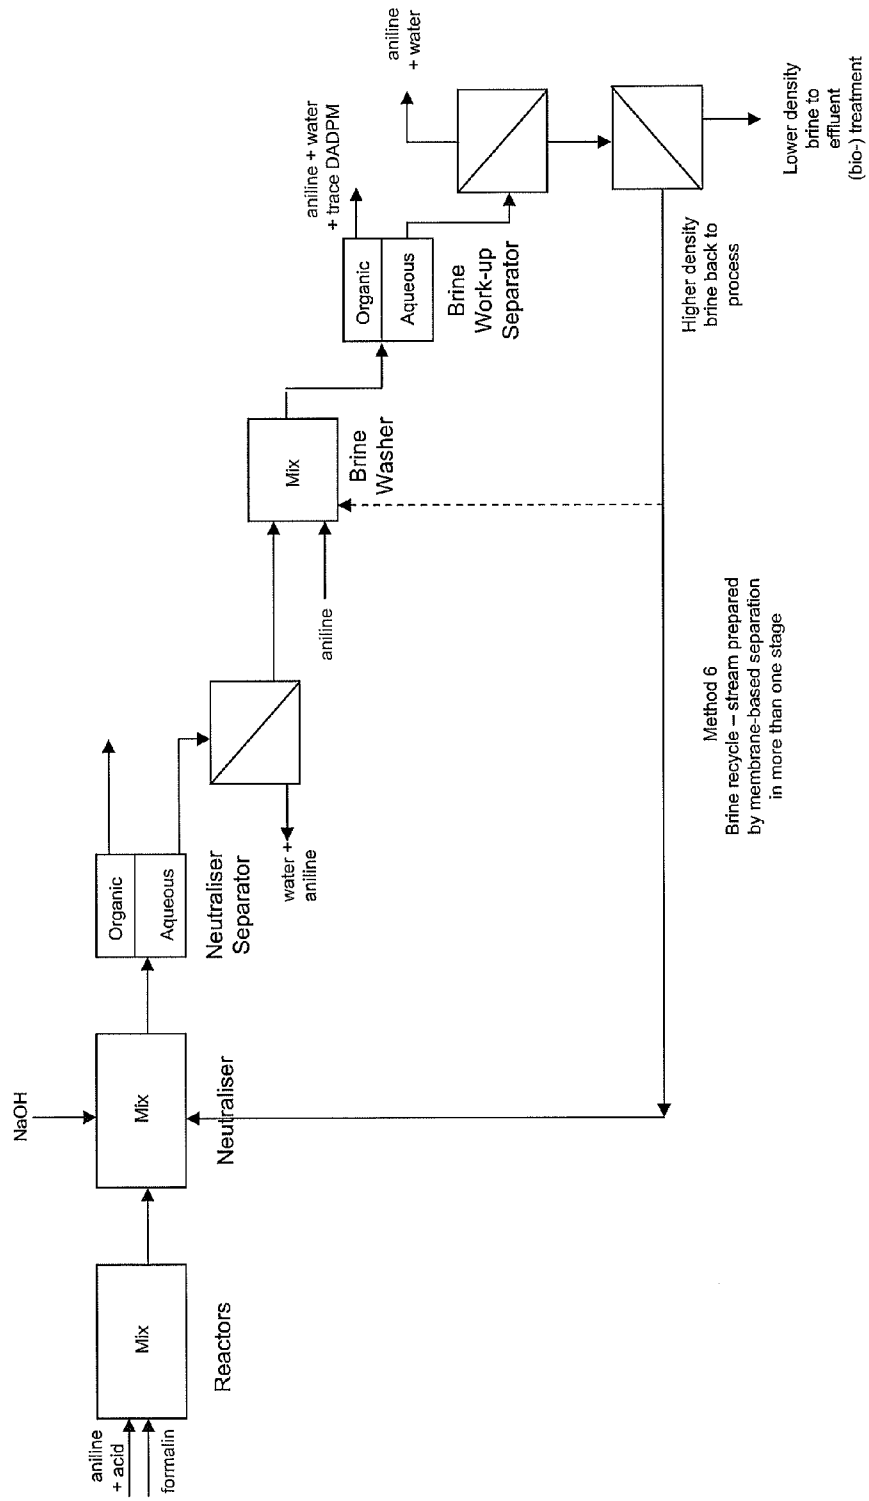 aniline
+ acid
formalin
Mix
Reactors
NaOH
Mix
Neutraliser
Organic
Aqueous
Neutraliser
Separator
water +
aniline
aniline
Mix
Brine
Washer
Organic
Aqueous
Brine
Work-up
Separator
aniline + water
+ trace DADPM
aniline
+ water
Higher density
brine back to
process
Lower density
brine to
effluent
(bio-) treatment
Method 6
Brine recycle – stream prepared
by membrane-based separation
in more than one stage